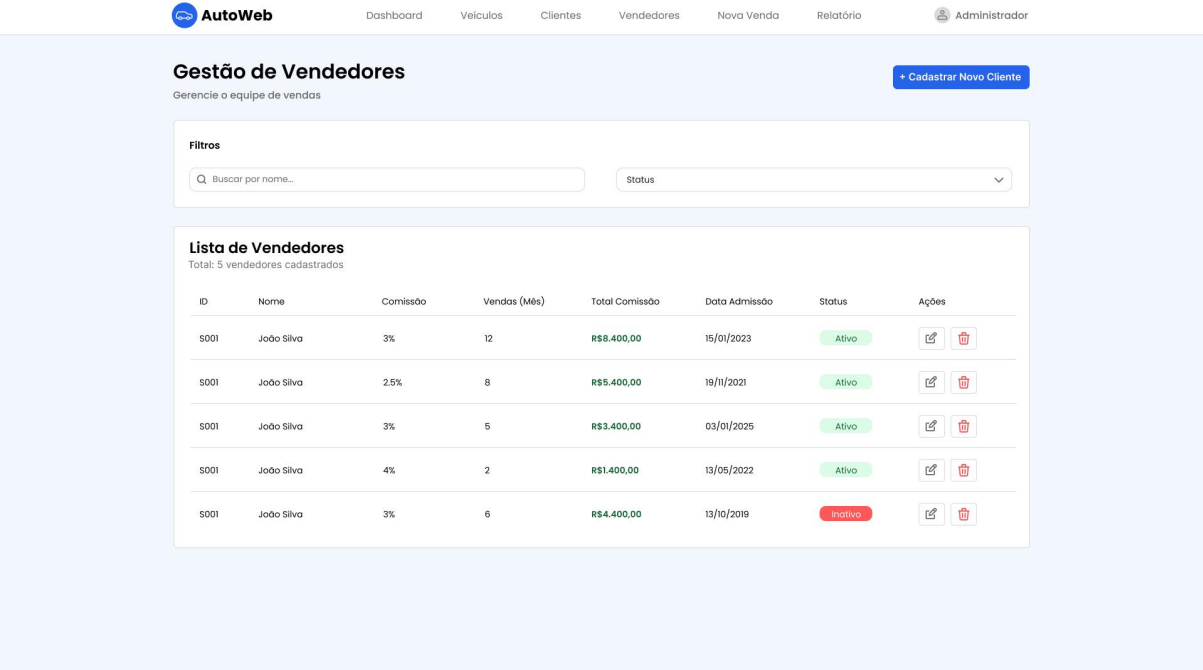 AutoWeb Dashboard Veículos Clientes Vendedores Nova Venda Relatório Administrador
Gestão de Vendedores
+ Cadastrar Novo Cliente
Gerencie o equipe de vendas
Filtros
Buscar por nome...
Status
Lista de Vendedores
Total: 5 vendedores cadastrados
ID Nome Comissão Vendas (Mês) Total Comissão Data Admissão Status Ações
S001 João Silva 3% 12 R$8.400,00 15/01/2023 Ativo
S001 João Silva 2.5% 8 R$5.400,00 19/11/2021 Ativo
S001 João Silva 3% 5 R$3.400,00 03/01/2025 Ativo
S001 João Silva 4% 2 R$1.400,00 13/05/2022 Ativo
S001 João Silva 3% 6 R$4.400,00 13/10/2019 Inativo